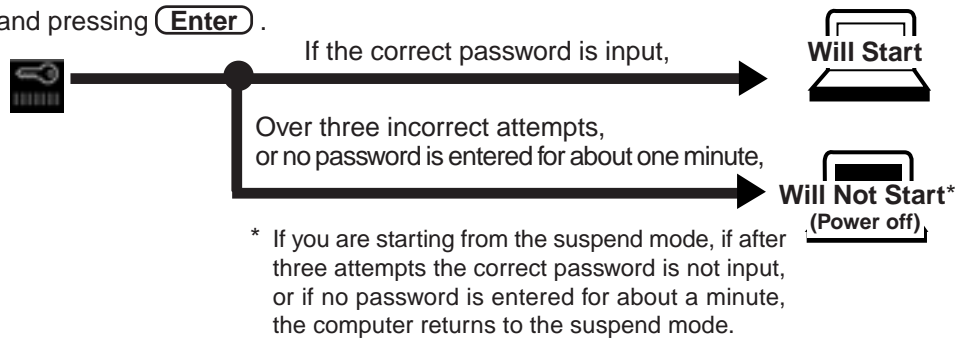 and pressing Enter .
If the correct password is input,
Will Start
Over three incorrect attempts,
or no password is entered for about one minute,
Will Not Start*
(Power off)
* If you are starting from the suspend mode, if after
three attempts the correct password is not input,
or if no password is entered for about a minute,
the computer returns to the suspend mode.